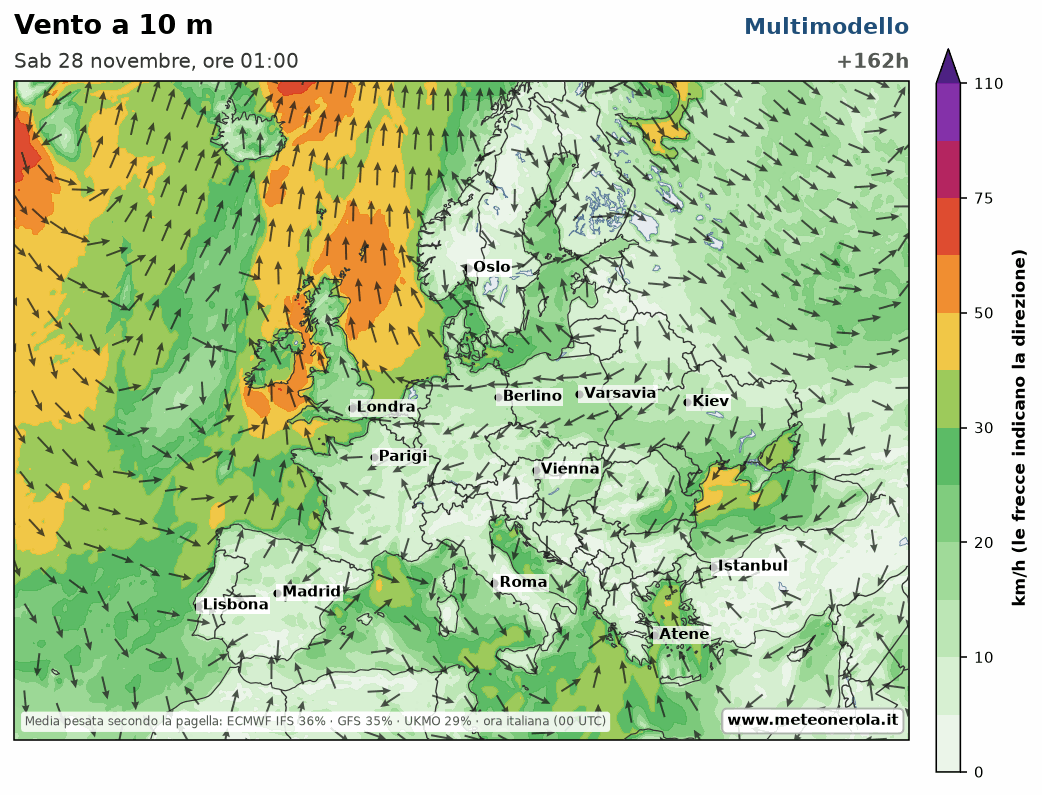 Vento a 10 m
Multimodello
Sab 28 novembre, ore 01:00
+162h
110
75
50
30
20
10
0
km/h (le frecce indicano la direzione)
Oslo
Londra
Berlino
Varsavia
Kiev
Parigi
Vienna
Istanbul
Roma
Madrid
Lisbona
Atene
Media pesata secondo la pagella: ECMWF IFS 36% · GFS 35% · UKMO 29% · ora italiana (00 UTC)
www.meteonerola.it